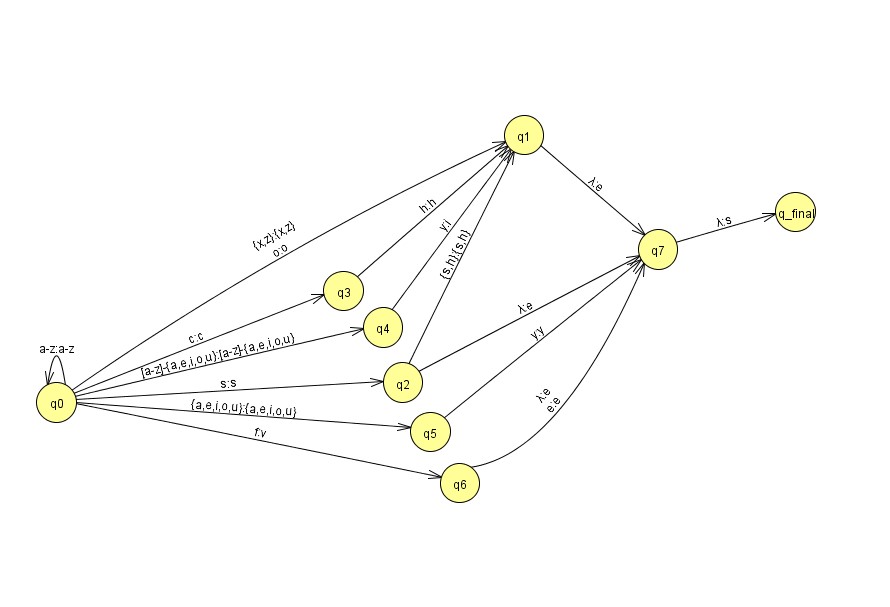 q1
λ:e
h:h
q_final
λ:s
y;i
{x,z}:{x,z}
o:o
{s,h}:{s,h}
q7
q3
λ:e
q4
y:y
c:c
[a-z]-{a,e,i,o,u}:[a-z]-{a,e,i,o,u}
a-z:a-z
s:s
q2
λ:e
e:e
q0
{a,e,i,o,u}:{a,e,i,o,u}
q5
f:v
q6